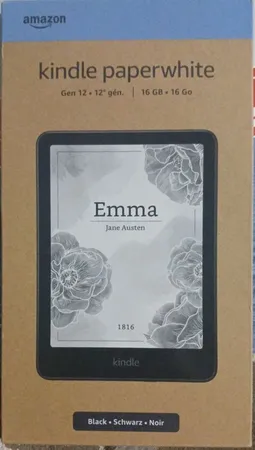 amazon
kindle paperwhite
Gen 12 • 12ᵉ gén. | 16 GB • 16 Go
Emma
Jane Austen
1816
kindle
Black • Schwarz • Noir